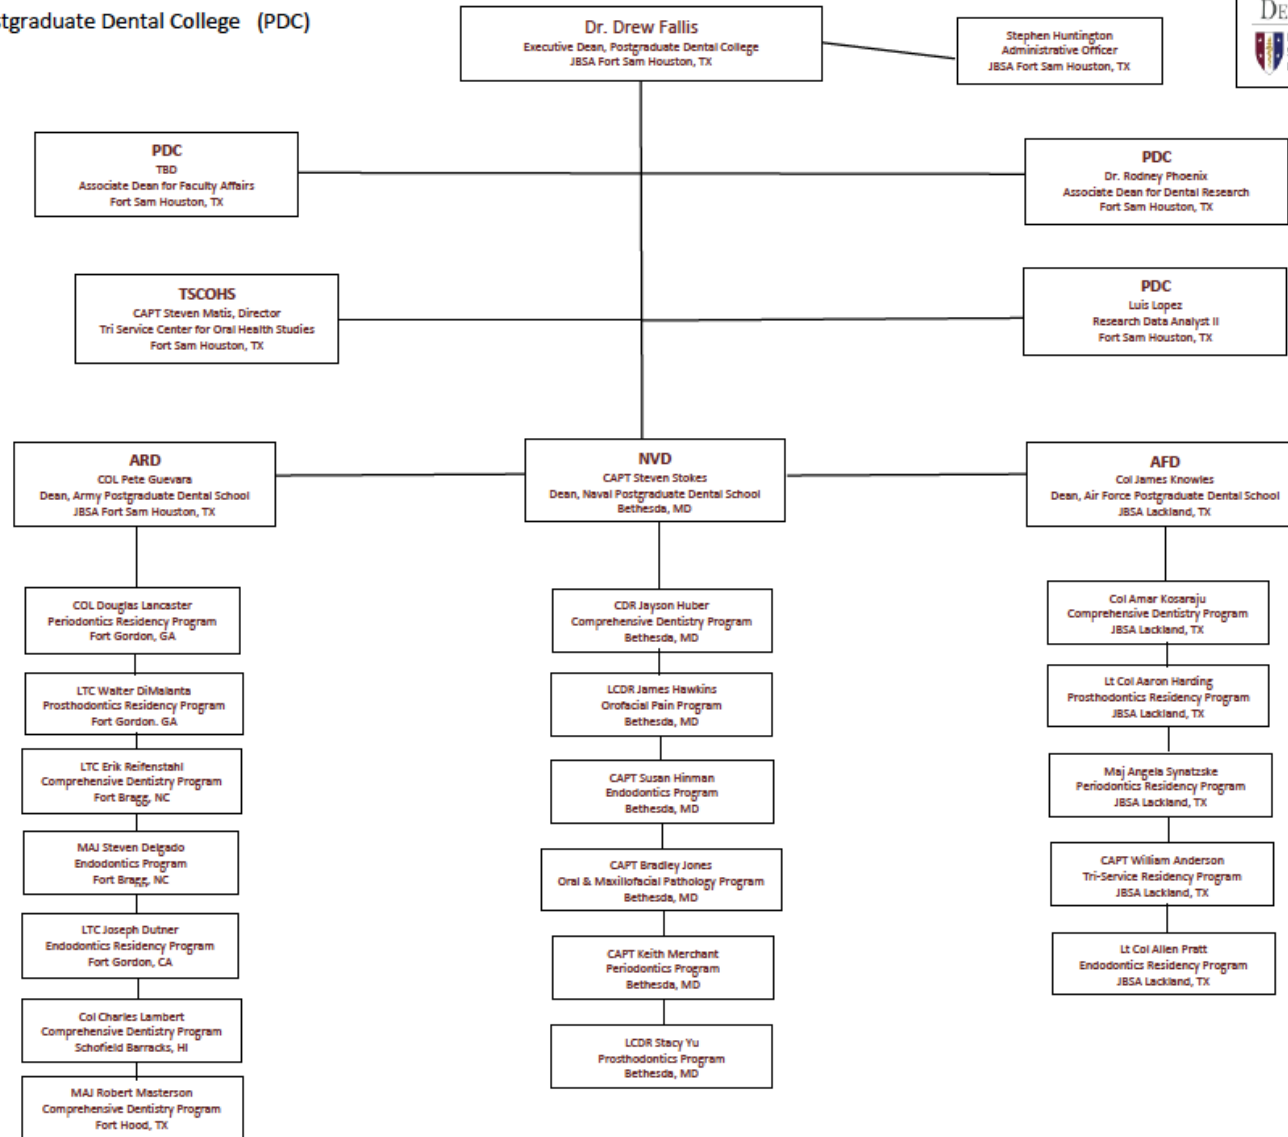 stgraduate Dental College (PDC)
Dr. Drew Fallis
Executive Dean, Postgraduate Dental College
JBSA Fort Sam Houston, TX
Stephen Huntington
Administrative Officer
JBSA Fort Sam Houston, TX
DE
PDC
TBD
Associate Dean for Faculty Affairs
Fort Sam Houston, TX
PDC
Dr. Rodney Phoenix
Associate Dean for Dental Research
Fort Sam Houston, TX
TSCOHS
CAPT Steven Matis, Director
Tri Service Center for Oral Health Studies
Fort Sam Houston, TX
PDC
Luis Lopez
Research Data Analyst II
Fort Sam Houston, TX
ARD
COL Pete Guevara
Dean, Army Postgraduate Dental School
JBSA Fort Sam Houston, TX
NVD
CAPT Steven Stokes
Dean, Naval Postgraduate Dental School
Bethesda, MD
AFD
Col James Knowles
Dean, Air Force Postgraduate Dental School
JBSA Lackland, TX
COL Douglas Lancaster
Periodontics Residency Program
Fort Gordon, GA
LTC Walter DiMalanta
Prosthodontics Residency Program
Fort Gordon. GA
LTC Erik Reifenstahl
Comprehensive Dentistry Program
Fort Bragg, NC
MAJ Steven Delgado
Endodontics Program
Fort Bragg, NC
LTC Joseph Dutner
Endodontics Residency Program
Fort Gordon, CA
Col Charles Lambert
Comprehensive Dentistry Program
Schofield Barracks, HI
MAJ Robert Masterson
Comprehensive Dentistry Program
Fort Hood, TX
CDR Jayson Huber
Comprehensive Dentistry Program
Bethesda, MD
LCDR James Hawkins
Orofacial Pain Program
Bethesda, MD
CAPT Susan Hinman
Endodontics Program
Bethesda, MD
CAPT Bradley Jones
Oral & Maxillofacial Pathology Program
Bethesda, MD
CAPT Keith Merchant
Periodontics Program
Bethesda, MD
LCDR Stacy Yu
Prosthodontics Program
Bethesda, MD
Col Amar Kosaraju
Comprehensive Dentistry Program
JBSA Lackland, TX
Lt Col Aaron Harding
Prosthodontics Residency Program
JBSA Lackland, TX
Maj Angela Synatzske
Periodontics Residency Program
JBSA Lackland, TX
CAPT William Anderson
Tri-Service Residency Program
JBSA Lackland, TX
Lt Col Allen Pratt
Endodontics Residency Program
JBSA Lackland, TX